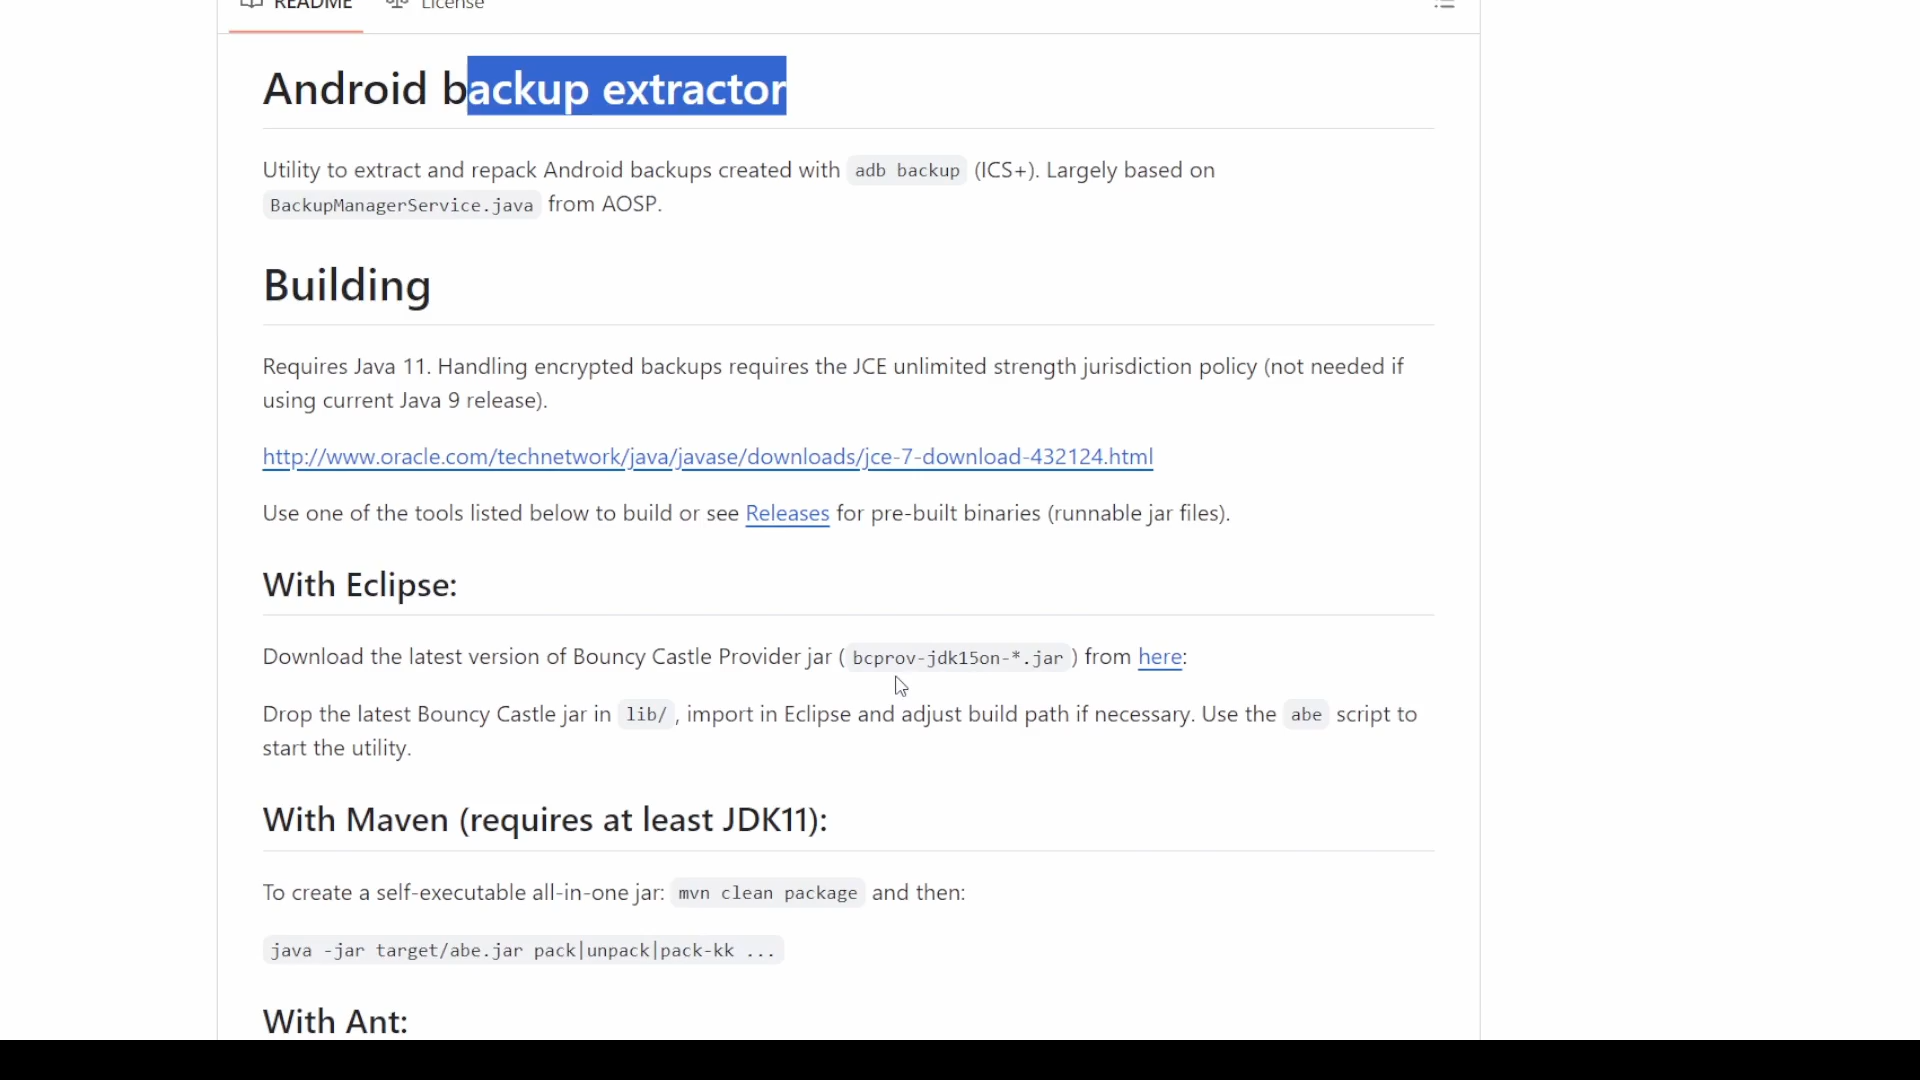 README License
Android backup extractor
Utility to extract and repack Android backups created with adb backup (ICS+). Largely based on
BackupManagerService.java from AOSP.
Building
Requires Java 11. Handling encrypted backups requires the JCE unlimited strength jurisdiction policy (not needed if
using current Java 9 release).
http://www.oracle.com/technetwork/java/javase/downloads/jce-7-download-432124.html
Use one of the tools listed below to build or see Releases for pre-built binaries (runnable jar files).
With Eclipse:
Download the latest version of Bouncy Castle Provider jar (bcprov-jdk15on-*.jar) from here:
Drop the latest Bouncy Castle jar in lib/, import in Eclipse and adjust build path if necessary. Use the abe script to
start the utility.
With Maven (requires at least JDK11):
To create a self-executable all-in-one jar: mvn clean package and then:
java -jar target/abe.jar pack|unpack|pack-kk ...
With Ant: